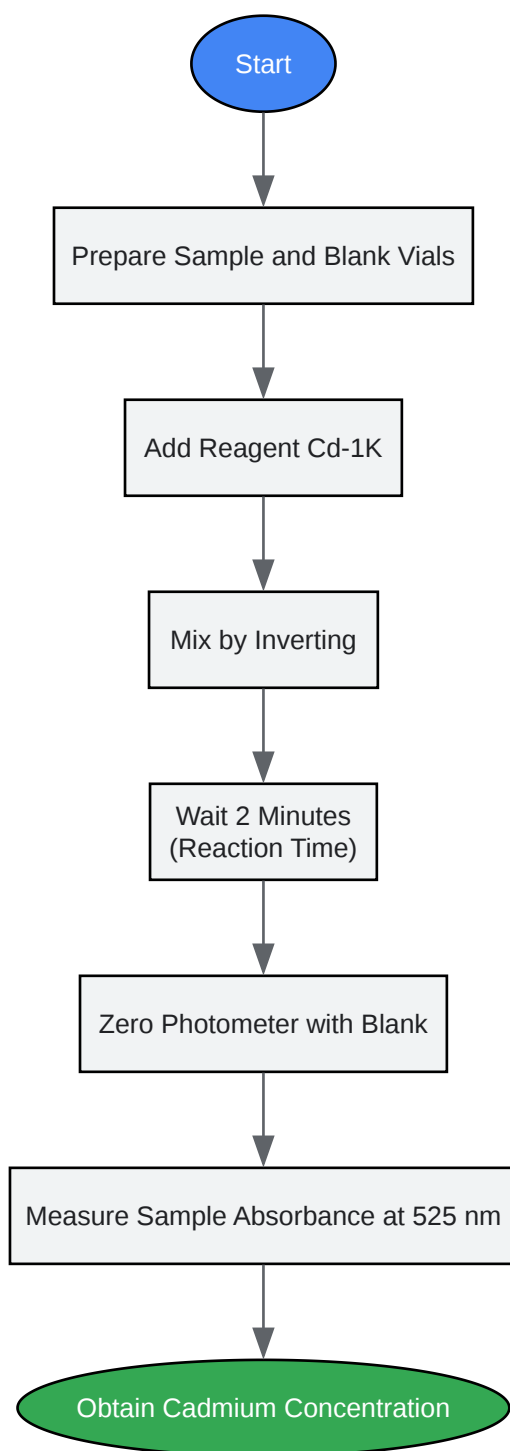 Start
Prepare Sample and Blank Vials
Add Reagent Cd-1K
Mix by Inverting
Wait 2 Minutes
(Reaction Time)
Zero Photometer with Blank
Measure Sample Absorbance at 525 nm
Obtain Cadmium Concentration